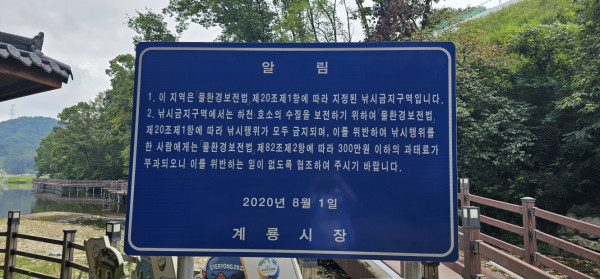 알 림
1. 이 지역은 「물환경보전법」 제20조제1항에 따라 지정된 낚시금지구역입니다.
2. 낚시금지구역에서는 하천·호소의 수질을 보전하기 위하여 「물환경보전법」
제20조제1항에 따라 낚시행위가 모두 금지되며, 이를 위반하여 낚시행위를
한 사람에게는 「물환경보전법」 제82조제2항에 따라 300만원 이하의 과태료가
부과되오니 이를 위반하는 일이 없도록 협조하여 주시기 바랍니다.
2020년 8월 1일
계 룡 시 장